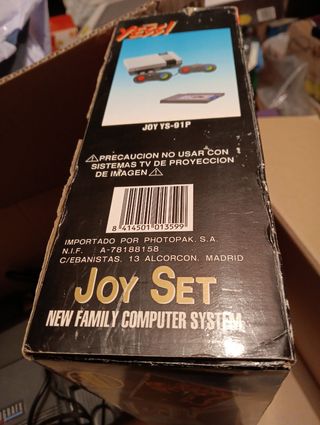 YESS!
JOY YS-91P
⚠PRECAUCION NO USAR CON
SISTEMAS TV DE PROYECCION
DE IMAGEN⚠
8 414501 013599
IMPORTADO POR PHOTOPAK, S.A.
N.I.F. A-78188158
C/EBANISTAS, 13 ALCORCON. MADRID
JOY SET
NEW FAMILY COMPUTER SYSTEM